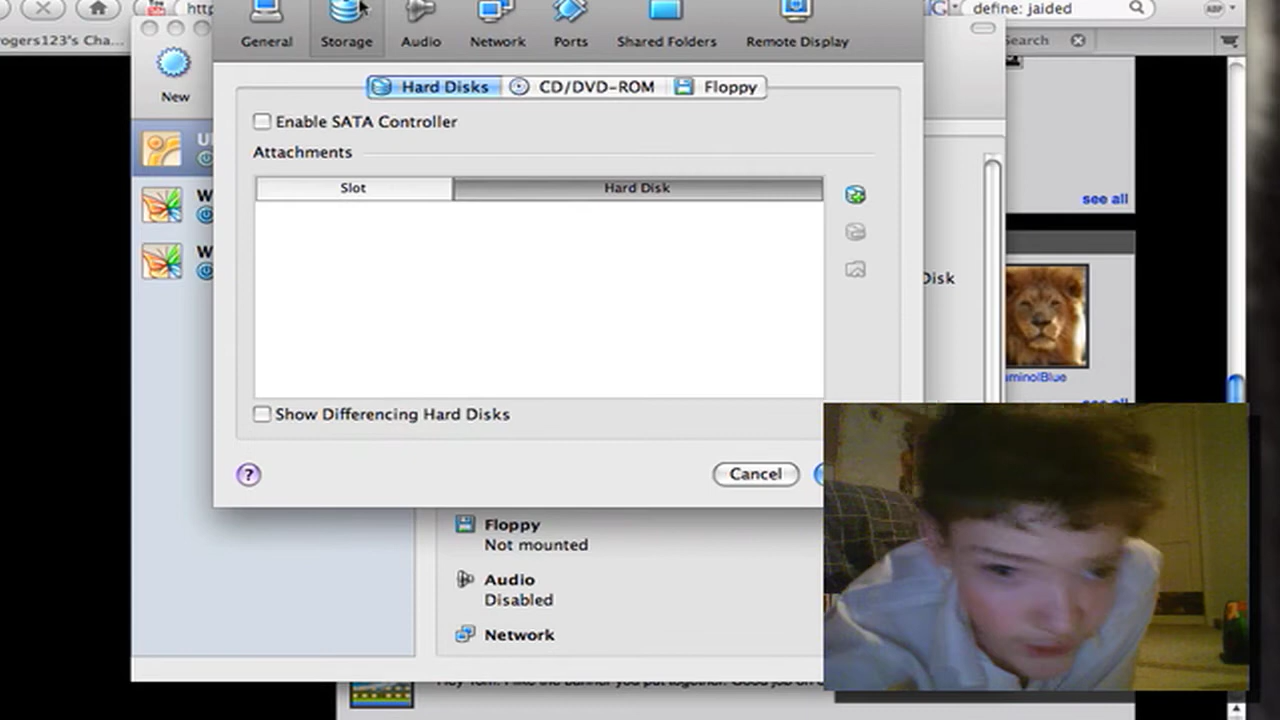 http
define: jaided
General
Storage
Audio
Network
Ports
Shared Folders
Remote Display
ogers123's Cha...
Search
New
Hard Disks
CD/DVD-ROM
Floppy
Enable SATA Controller
Attachments
Slot
Hard Disk
U
W
W
see all
Disk
minolBlue
Show Differencing Hard Disks
?
Cancel
Floppy
Not mounted
Audio
Disabled
Network